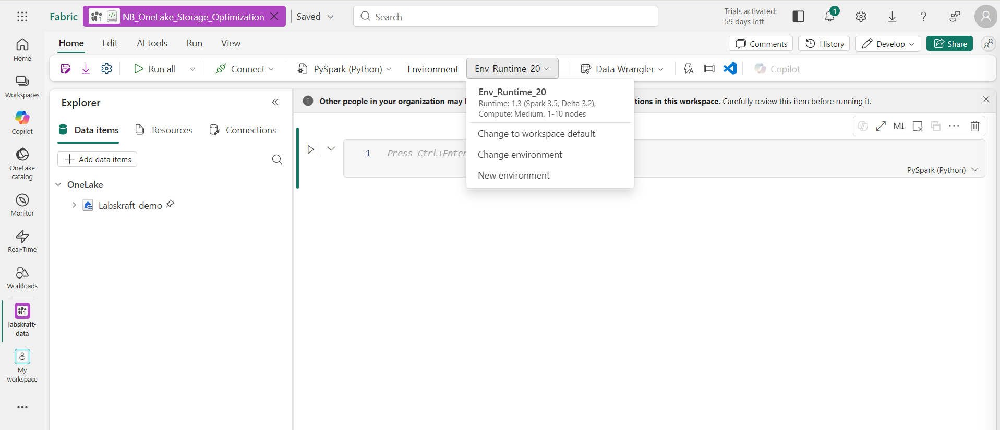 Fabric
1
NB_OneLake_Storage_Optimization
Saved
Search
Trials activated:
59 days left
1
Home
Edit
AI tools
Run
View
Comments
History
Develop
Share
Run all
Connect
PySpark (Python)
Environment
Env_Runtime_20
Data Wrangler
Copilot
Home
Workspaces
Copilot
OneLake
catalog
Monitor
Real-Time
Workloads
1
labskraft-
data
My
workspace
Explorer
Data items
Resources
Connections
Add data items
OneLake
Labskraft_demo
Other people in your organization may
tions in this workspace. Carefully review this item before running it.
Env_Runtime_20
Runtime: 1.3 (Spark 3.5, Delta 3.2),
Compute: Medium, 1-10 nodes
Change to workspace default
Change environment
New environment
M↓
1
Press Ctrl+Enter
PySpark (Python)